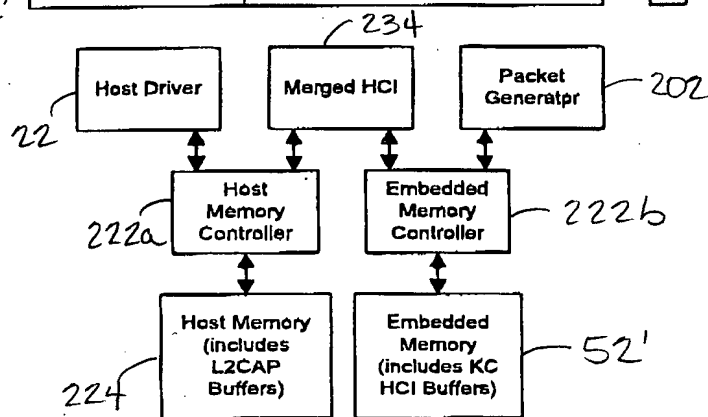 234
Host Driver
Merged HCI
Packet
Generatpr
202
22
Host
Memory
Controller
222a
Embedded
Memory
Controller
222b
Host Memory
(includes
L2CAP
Buffers)
224
Embedded
Memory
(includes KC
HCI Buffers)
52'